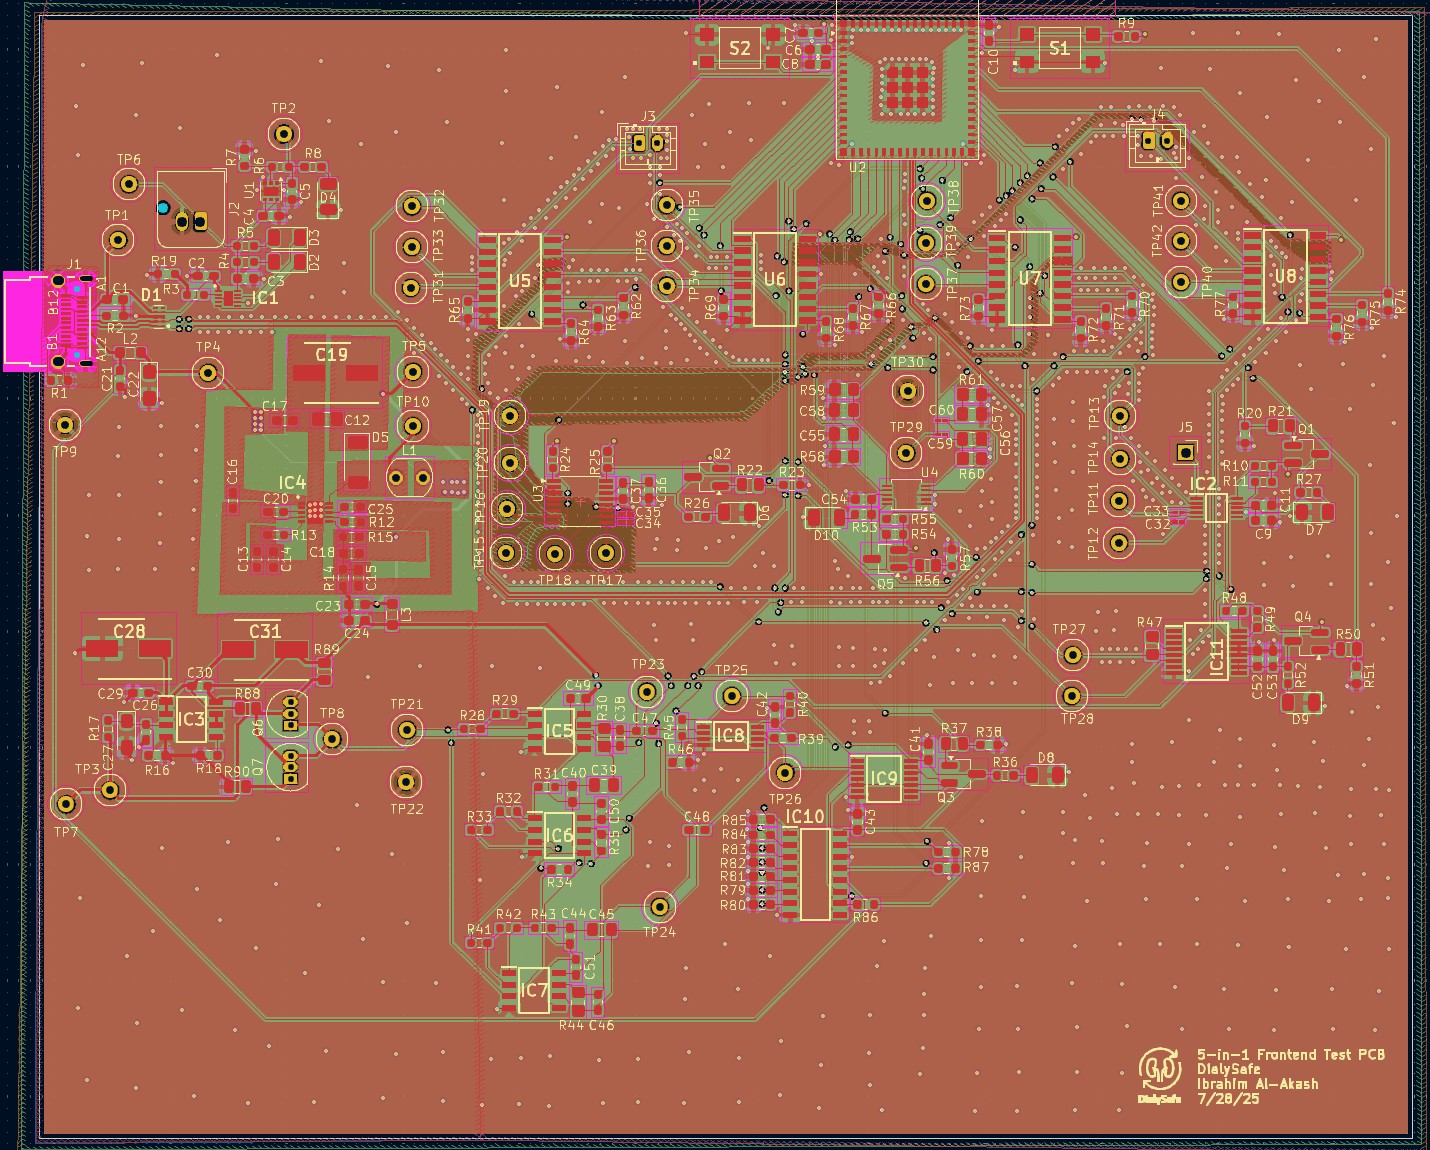 S2
C7
C6
C8
C10
S1
R9
U2
J3
J4
TP2
R7
R6
R8
TP6
U1
C5
D4
J2
C4
TP1
R5
D3
R4
D2
C3
J1
A1
R19
C2
R3
IC1
B12
C1
D1
R2
B1
A12
L2
C21
C22
R1
TP9
TP4
C19
TP5
TP10
C17
C12
D5
L1
IC4
C16
C20
C25
R12
R13
R15
C18
C13
C14
R14
C15
C23
C24
L3
TP32
TP33
TP31
U5
R65
R64
R63
R62
TP35
TP36
TP34
U6
R69
R68
R67
R66
TP38
TP39
TP37
U7
R73
R72
R71
R70
TP41
TP42
TP40
U8
R77
R76
R75
R74
TP19
TP20
TP16
TP15
TP18
TP17
R24
R25
U3
C37
C36
C35
C34
Q2
R22
R23
R26
D6
TP30
R59
C58
C55
R58
R61
C60
C57
C59
C56
R60
TP29
U4
C54
R53
D10
R55
R54
Q5
R56
R57
TP13
TP14
TP11
TP12
J5
R20
R21
Q1
R10
R11
IC2
C33
C32
C11
C9
R27
D7
R48
R49
Q4
R50
R47
IC11
C52
C53
R52
R51
D9
TP27
TP28
C28
C31
R89
C30
C29
C26
R88
IC3
Q6
R17
C27
R16
R18
R90
Q7
TP8
TP3
TP7
TP21
TP22
R28
R29
C49
IC5
R30
C38
C47
TP23
TP25
R45
R46
IC8
C42
R40
R39
TP26
R31
C40
C39
R32
R33
IC6
C50
R35
R34
C48
TP24
R41
R42
R43
C44
C45
C51
IC7
R44
C46
C41
R37
R38
IC9
Q3
R36
D8
IC10
C43
R85
R84
R83
R82
R81
R79
R80
R78
R87
R86
DialySafe
5-in-1 Frontend Test PCB
DialySafe
Ibrahim Al-Akash
7/28/25